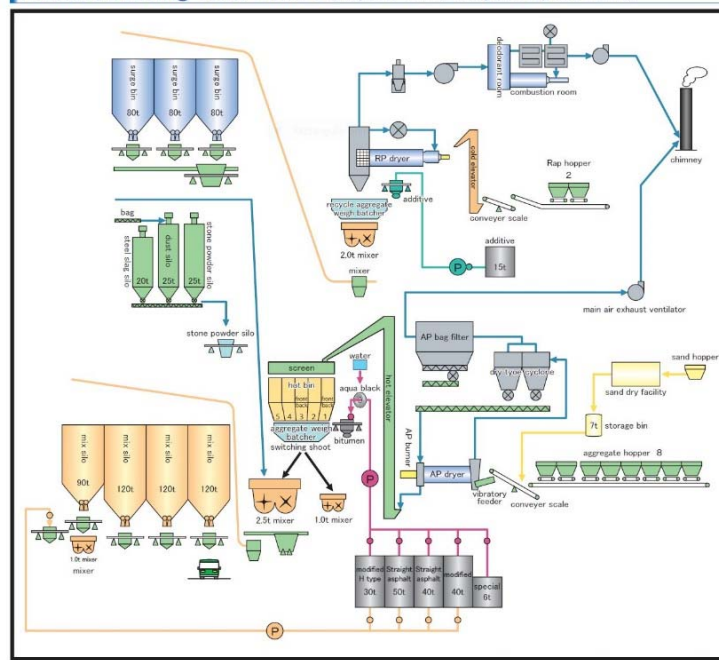 surge bin
80t
surge bin
80t
surge bin
80t
deodorant room
combustion room
chimney
RP dryer
cold elevator
Rap hopper
2
conveyer scale
recycle aggregate
weigh batcher
additive
2.0t mixer
mixer
additive
P
15t
bag
steel slag silo
20t
dust silo
25t
stone powder silo
25t
stone powder silo
main air exhaust ventilator
AP bag filter
dry type cyclone
sand hopper
sand dry facility
7t
storage bin
screen
hot bin
front
front
back
back
5
4
3
2
1
aggregate weigh
batcher
switching shoot
water
aqua black
bitumen
hot elevator
AP burner
AP dryer
vibratory
feeder
conveyer scale
aggregate hopper 8
mix silo
90t
mix silo
120t
mix silo
120t
mix silo
120t
1.0t mixer
mixer
2.5t mixer
1.0t mixer
P
modified
H type
30t
Straight
asphalt
50t
Straight
asphalt
40t
modified
40t
special
6t
P